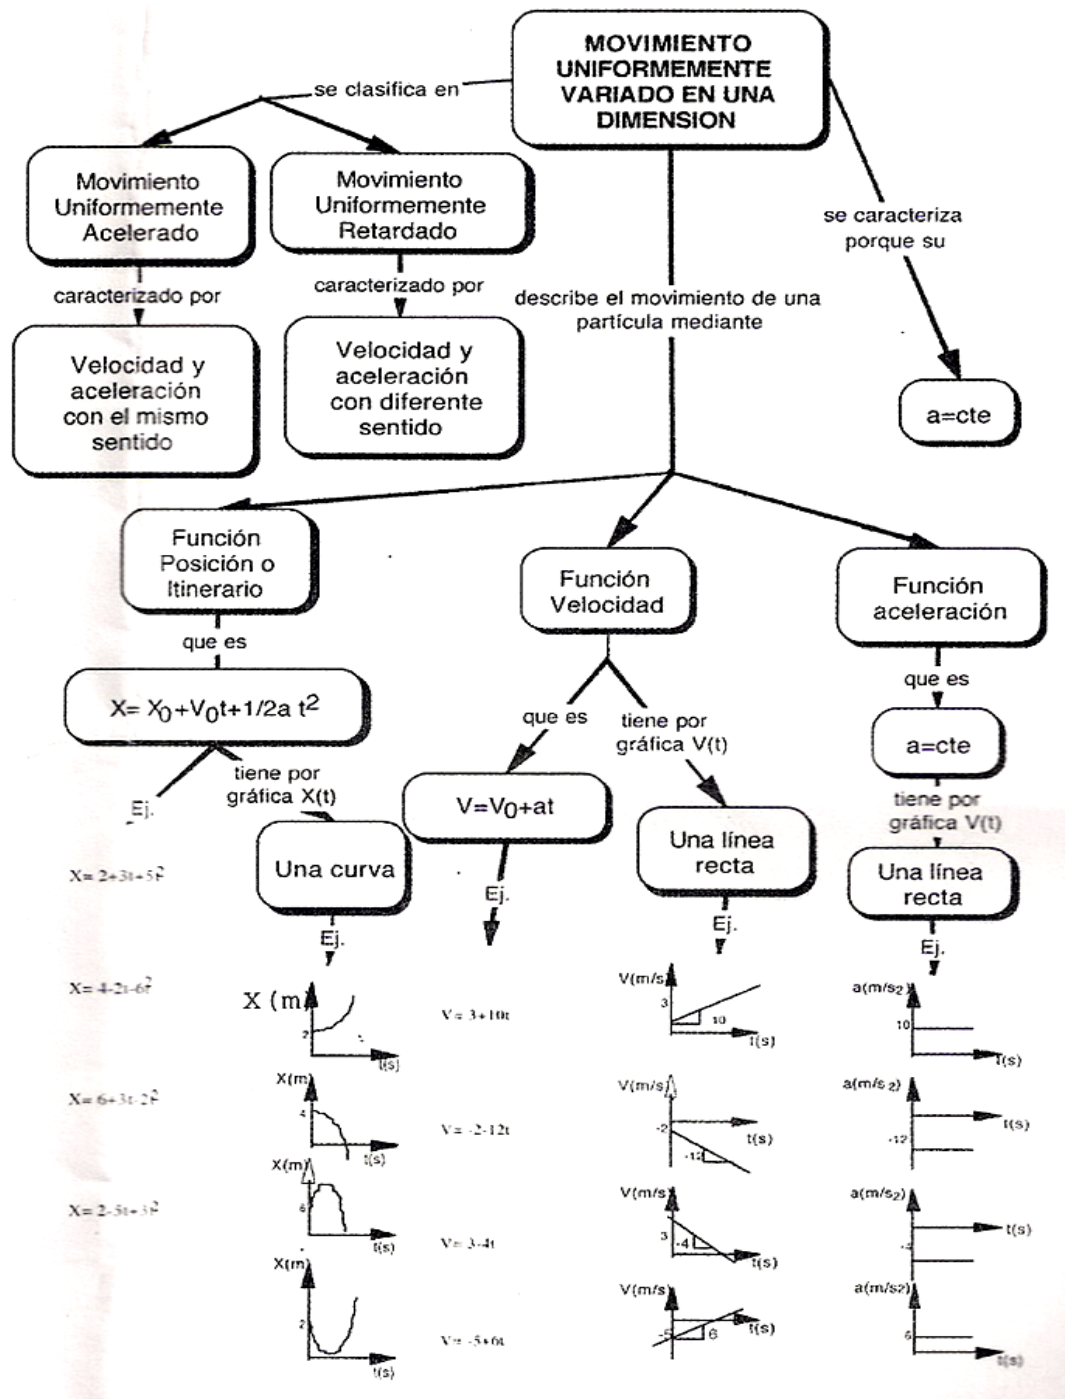 MOVIMIENTO
UNIFORMEMENTE
VARIADO EN UNA
DIMENSION
se clasifica en
Movimiento
Uniformemente
Acelerado
Movimiento
Uniformemente
Retardado
se caracteriza
porque su
caracterizado por
caracterizado por
describe el movimiento de una
partícula mediante
Velocidad y
aceleración
con el mismo
sentido
Velocidad y
aceleración
con diferente
sentido
a=cte
Función
Posición o
Itinerario
Función
Velocidad
Función
aceleración
que es
X= X0+V0t+1/2a t²
que es
tiene por
gráfica V(t)
que es
a=cte
Ej.
tiene por
gráfica X(t)
V=V0+at
tiene por
gráfica V(t)
Una curva
Una línea
recta
Una línea
recta
Ej.
Ej.
Ej.
Ej.
X= 2+3t+5t²
X= 4-2t-6t²
X= 6+3t-2t²
X= 2-5t+3t²
X (m)
2
t(s)
X(m)
4
t(s)
X(m)
6
t(s)
X(m)
2
t(s)
V= 3+10t
V= -2-12t
V= 3-4t
V= -5+6t
V(m/s)
3
10
t(s)
V(m/s)
-2
-12
t(s)
V(m/s)
3
-4
t(s)
V(m/s)
-5
6
t(s)
a(m/s2)
10
t(s)
a(m/s2)
-12
t(s)
a(m/s2)
-4
t(s)
a(m/s2)
6
t(s)